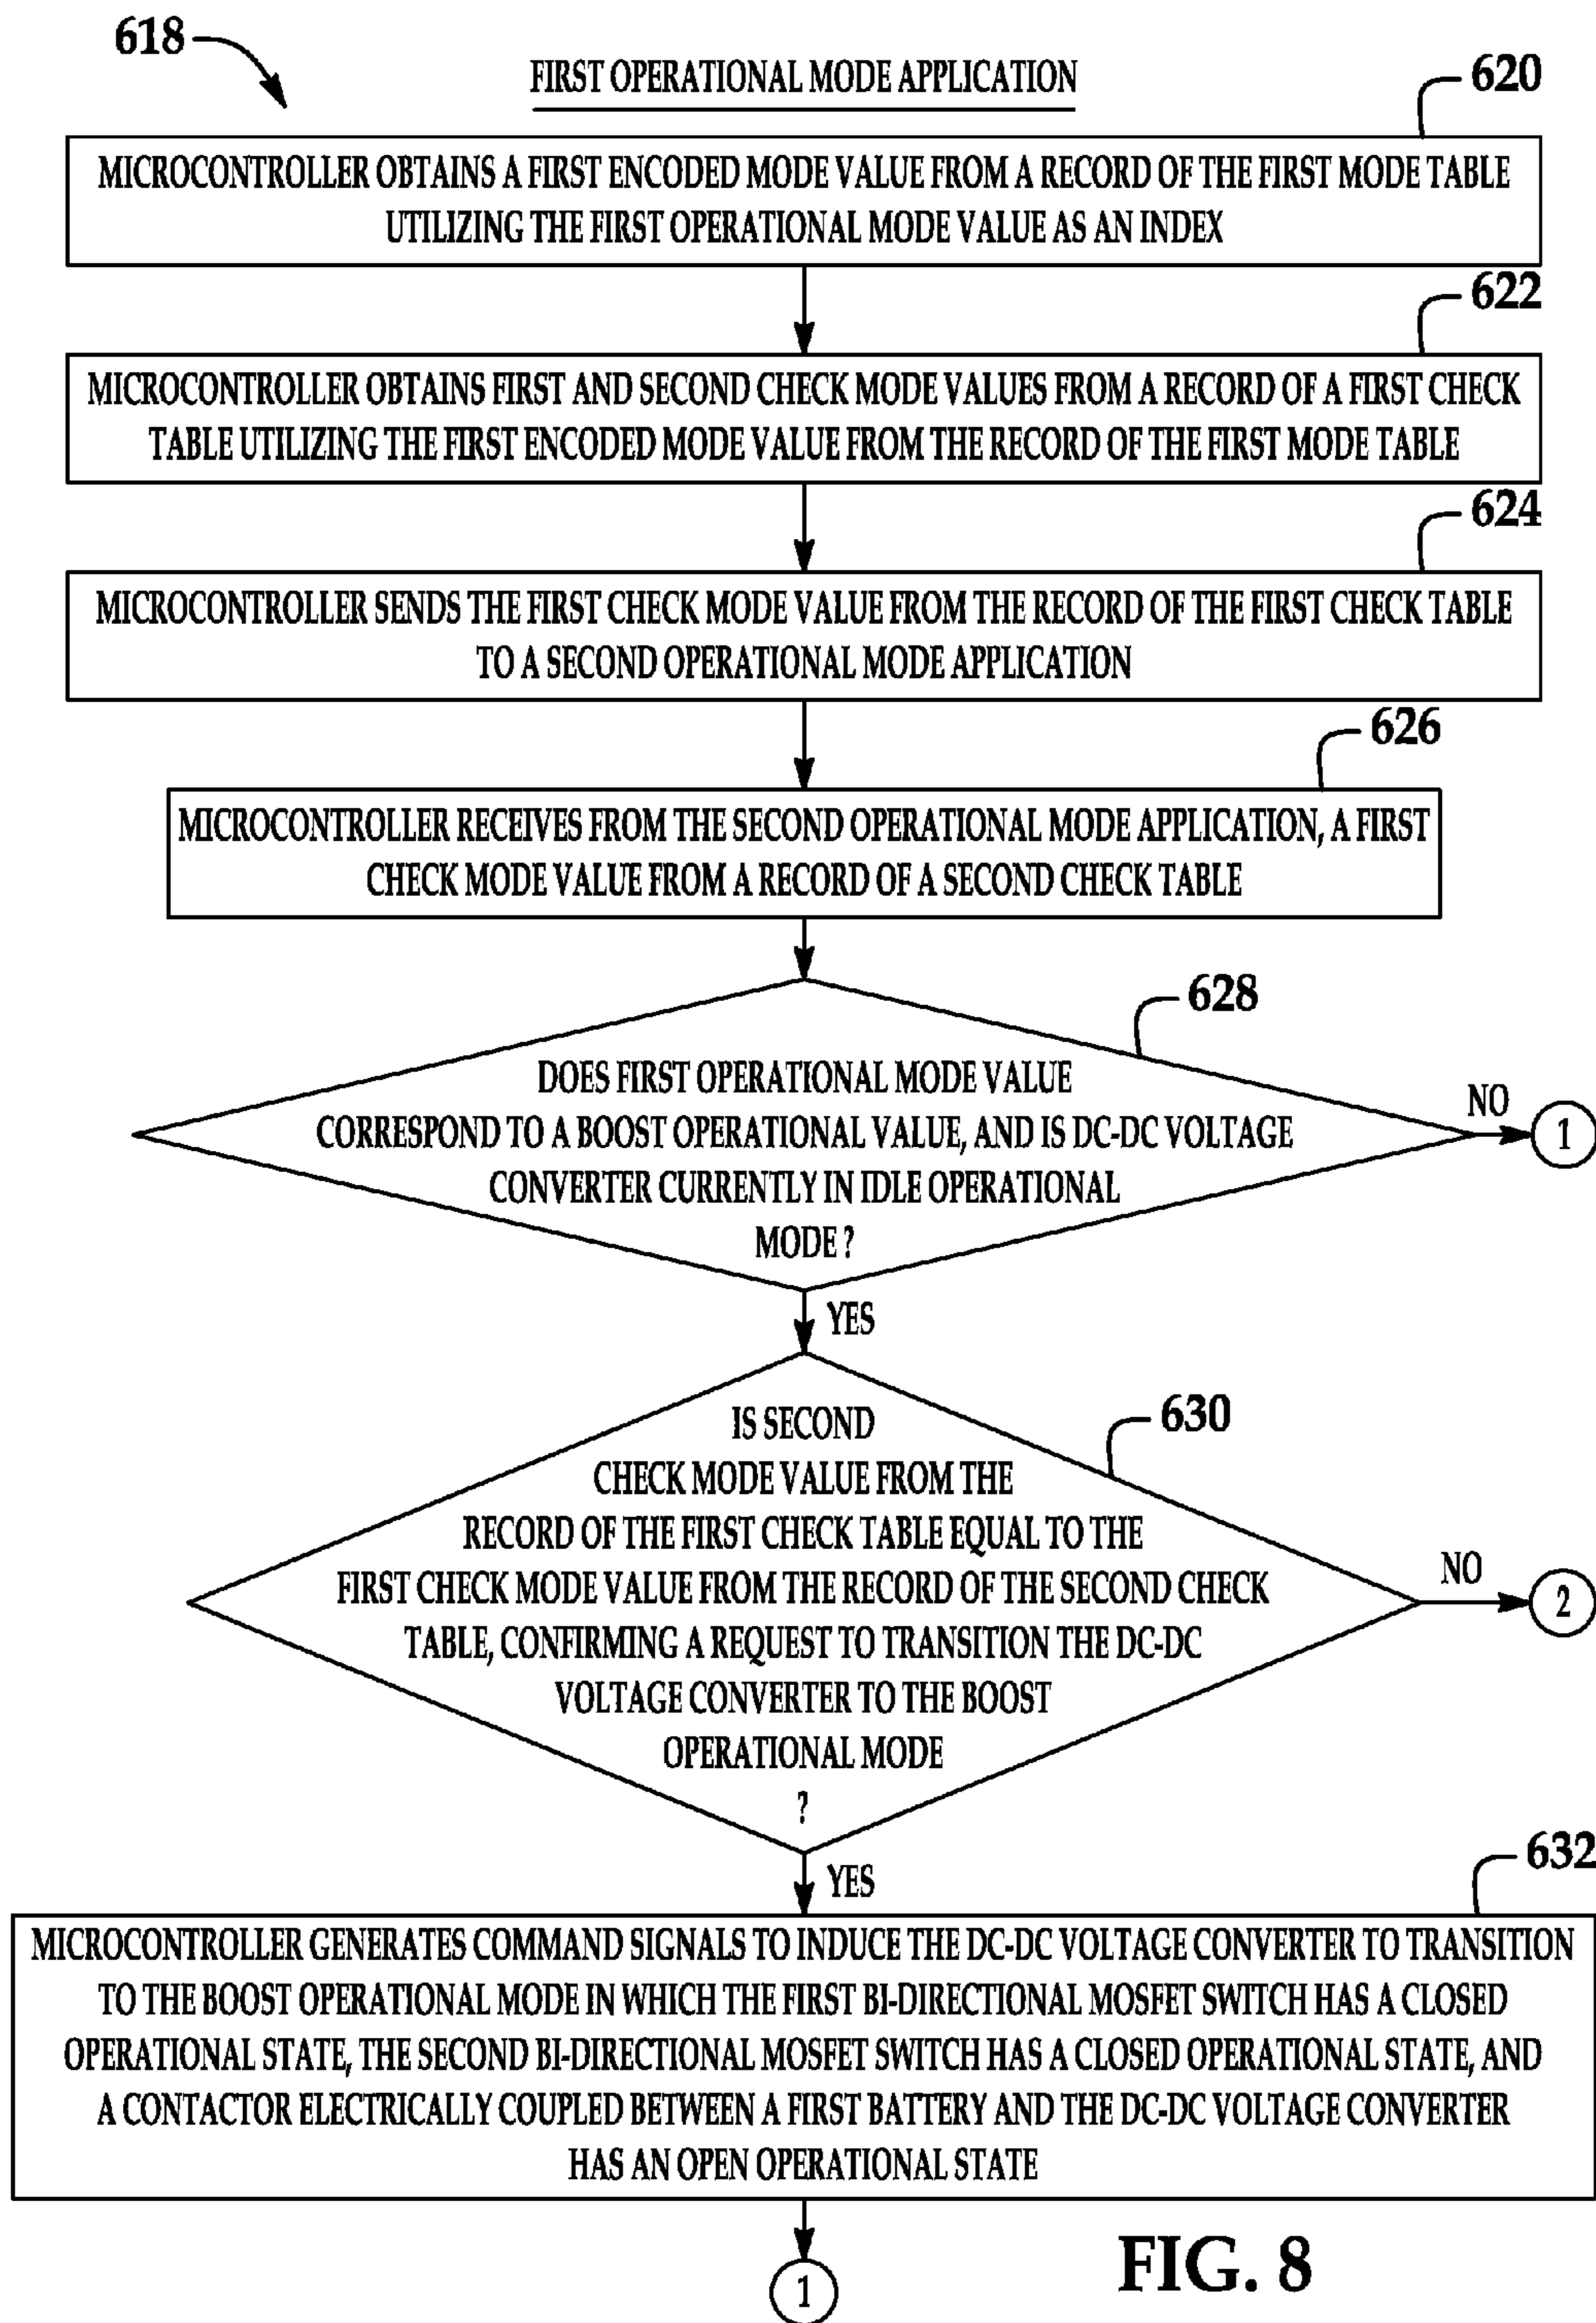 618
FIRST OPERATIONAL MODE APPLICATION
620
MICROCONTROLLER OBTAINS A FIRST ENCODED MODE VALUE FROM A RECORD OF THE FIRST MODE TABLE
UTILIZING THE FIRST OPERATIONAL MODE VALUE AS AN INDEX
622
MICROCONTROLLER OBTAINS FIRST AND SECOND CHECK MODE VALUES FROM A RECORD OF A FIRST CHECK
TABLE UTILIZING THE FIRST ENCODED MODE VALUE FROM THE RECORD OF THE FIRST MODE TABLE
624
MICROCONTROLLER SENDS THE FIRST CHECK MODE VALUE FROM THE RECORD OF THE FIRST CHECK TABLE
TO A SECOND OPERATIONAL MODE APPLICATION
626
MICROCONTROLLER RECEIVES FROM THE SECOND OPERATIONAL MODE APPLICATION, A FIRST
CHECK MODE VALUE FROM A RECORD OF A SECOND CHECK TABLE
628
DOES FIRST OPERATIONAL MODE VALUE
CORRESPOND TO A BOOST OPERATIONAL VALUE, AND IS DC-DC VOLTAGE
CONVERTER CURRENTLY IN IDLE OPERATIONAL
MODE ?
NO
1
YES
630
IS SECOND
CHECK MODE VALUE FROM THE
RECORD OF THE FIRST CHECK TABLE EQUAL TO THE
FIRST CHECK MODE VALUE FROM THE RECORD OF THE SECOND CHECK
TABLE, CONFIRMING A REQUEST TO TRANSITION THE DC-DC
VOLTAGE CONVERTER TO THE BOOST
OPERATIONAL MODE
?
NO
2
YES
632
MICROCONTROLLER GENERATES COMMAND SIGNALS TO INDUCE THE DC-DC VOLTAGE CONVERTER TO TRANSITION
TO THE BOOST OPERATIONAL MODE IN WHICH THE FIRST BI-DIRECTIONAL MOSFET SWITCH HAS A CLOSED
OPERATIONAL STATE, THE SECOND BI-DIRECTIONAL MOSFET SWITCH HAS A CLOSED OPERATIONAL STATE, AND
A CONTACTOR ELECTRICALLY COUPLED BETWEEN A FIRST BATTERY AND THE DC-DC VOLTAGE CONVERTER
HAS AN OPEN OPERATIONAL STATE
1
FIG. 8